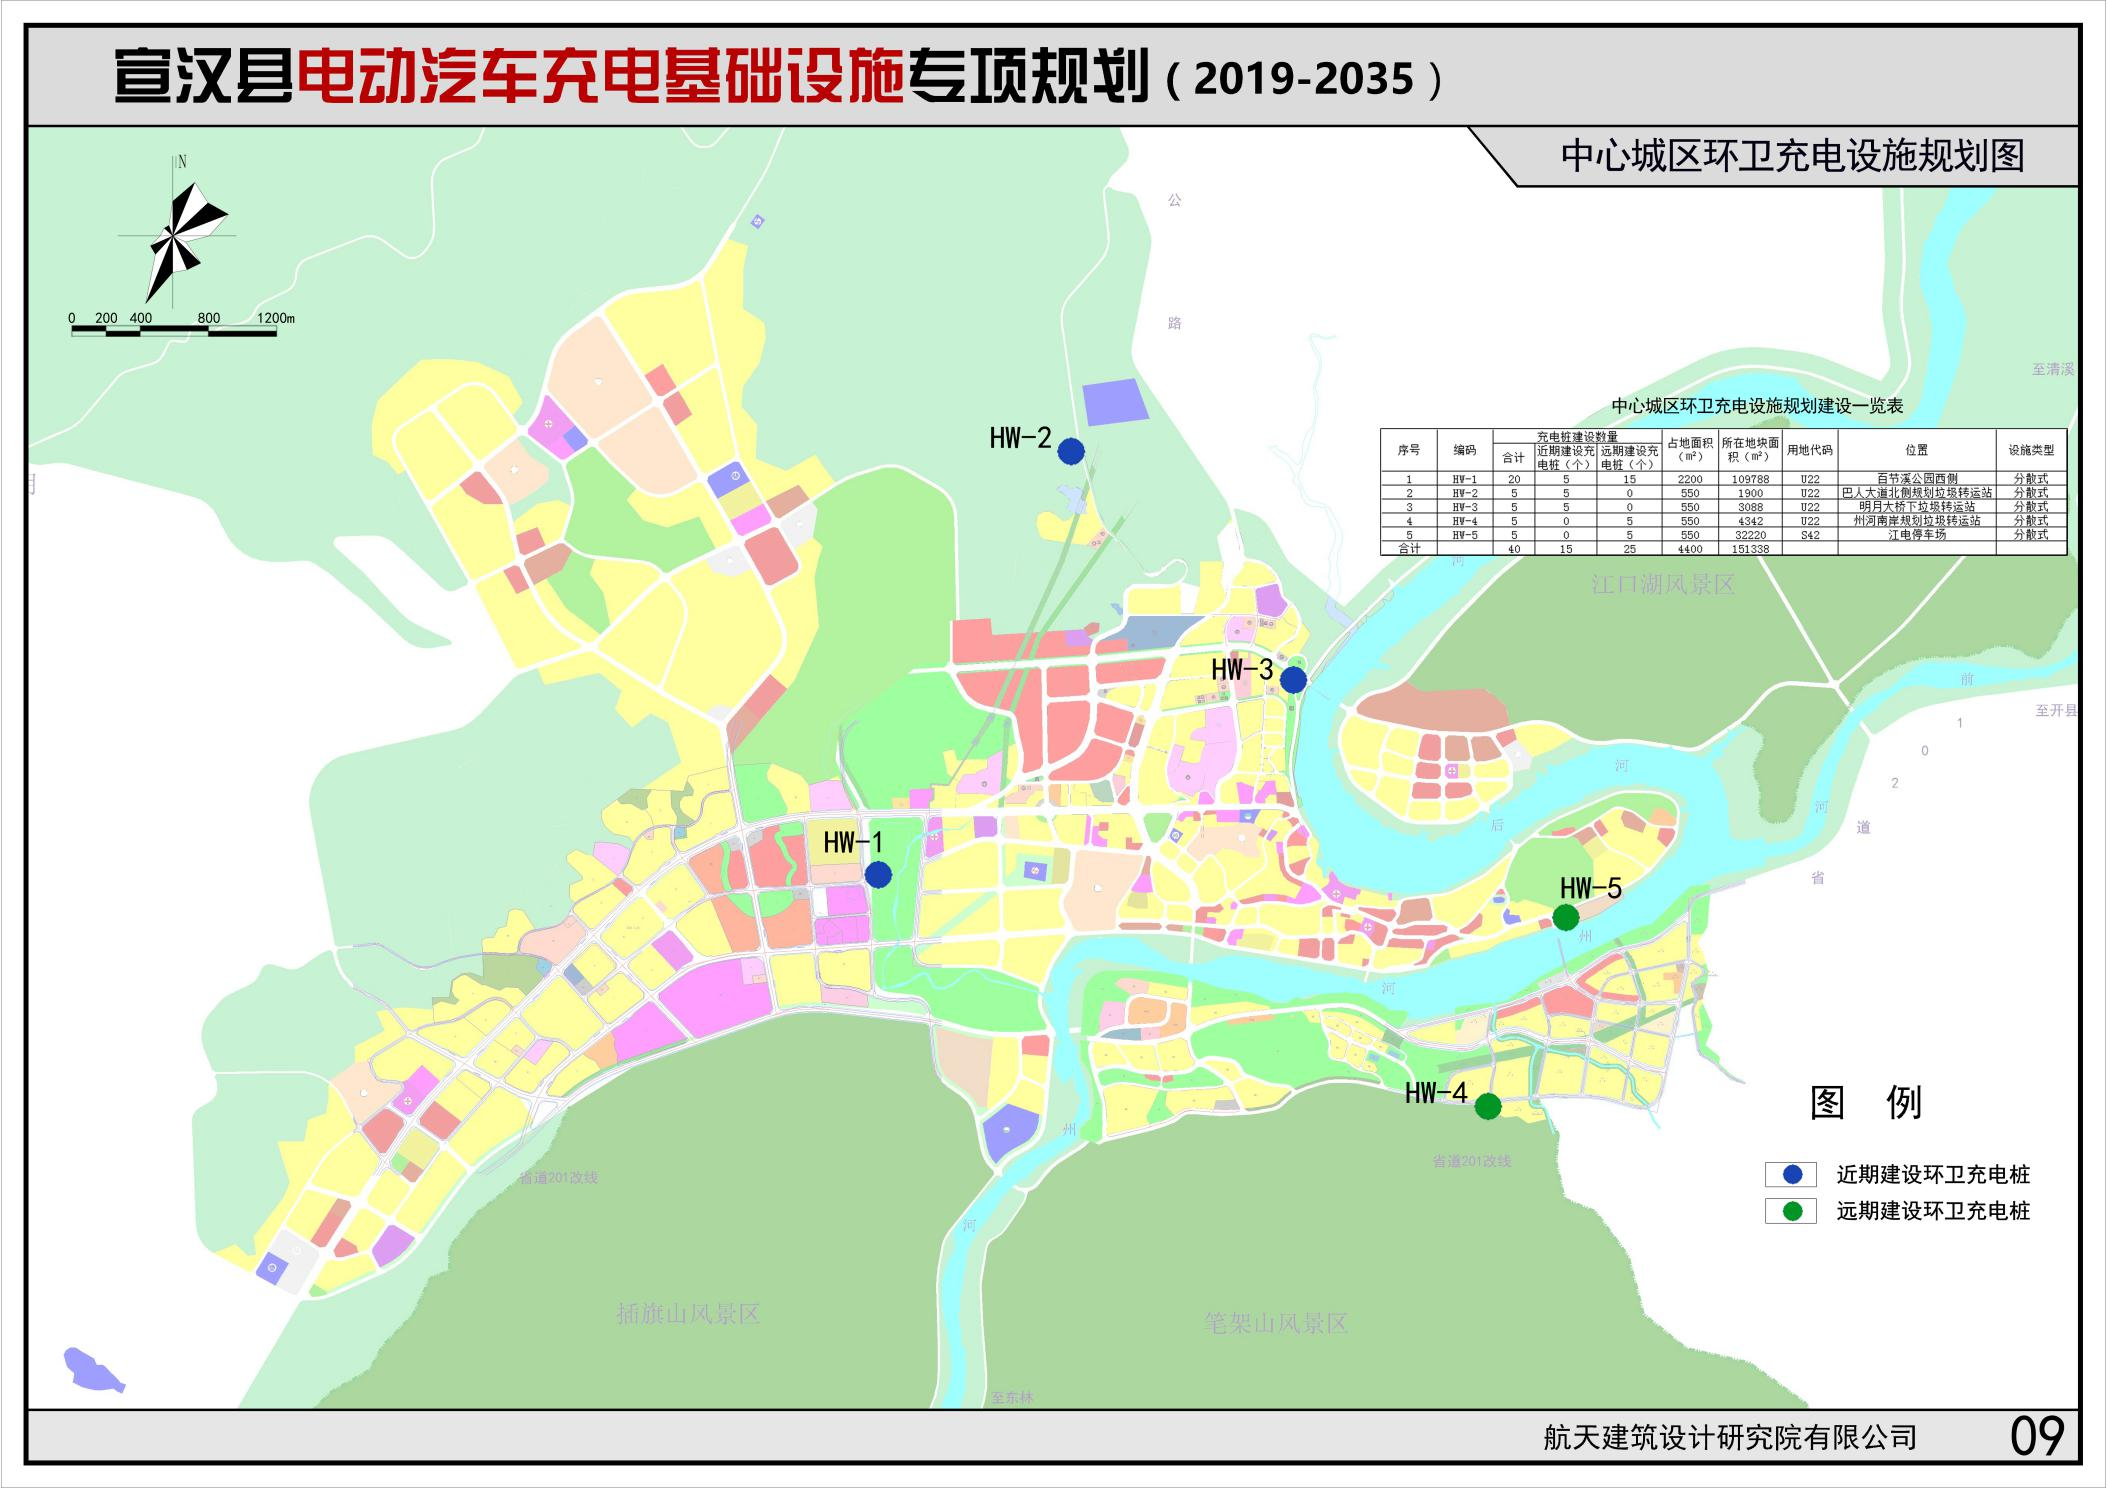 宣汉县电动汽车充电基础设施专项规划（2019-2035）
中心城区环卫充电设施规划图
N
0 200 400 800 1200m
公
路
至清溪
HW-2
中心城区环卫充电设施规划建设一览表
序号 编码 充电桩建设数量 占地面积（m²） 所在地块面积（m²） 用地代码 位置 设施类型
合计 近期建设充电桩（个） 远期建设充电桩（个）
1 HW-1 20 5 15 2200 109788 U22 百节溪公园西侧 分散式
2 HW-2 5 5 0 550 1900 U22 巴人大道北侧规划垃圾转运站 分散式
3 HW-3 5 5 0 550 3088 U22 明月大桥下垃圾转运站 分散式
4 HW-4 5 0 5 550 4342 U22 州河南岸规划垃圾转运站 分散式
5 HW-5 5 0 5 550 32220 S42 江电停车场 分散式
合计 40 15 25 4400 151338
河
江口湖风景区
HW-3
前
至开县
1
0
2
河
河
后
道
省
HW-1
HW-5
州
河
HW-4
州
省道201改线
省道201改线
河
图 例
近期建设环卫充电桩
远期建设环卫充电桩
插旗山风景区
笔架山风景区
至东林
航天建筑设计研究院有限公司
09